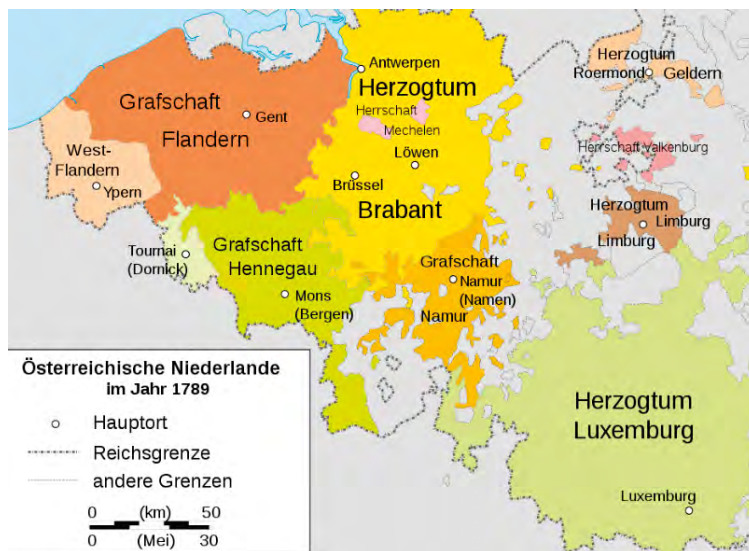 Antwerpen
Herzogtum
Brabant
Grafschaft
Flandern
Gent
Herrschaft
Mechelen
Löwen
Brüssel
West-
Flandern
Ypern
Tournai
(Dornick)
Grafschaft
Hennegau
Mons
(Bergen)
Grafschaft
Namur
(Namen)
Namur
Herzogtum
Roermond
Geldern
Herrschaft Valkenburg
Herzogtum
Limburg
Limburg
Herzogtum
Luxemburg
Luxemburg
Österreichische Niederlande
im Jahr 1789
Hauptort
Reichsgrenze
andere Grenzen
0 (km) 50
0 (Mei) 30